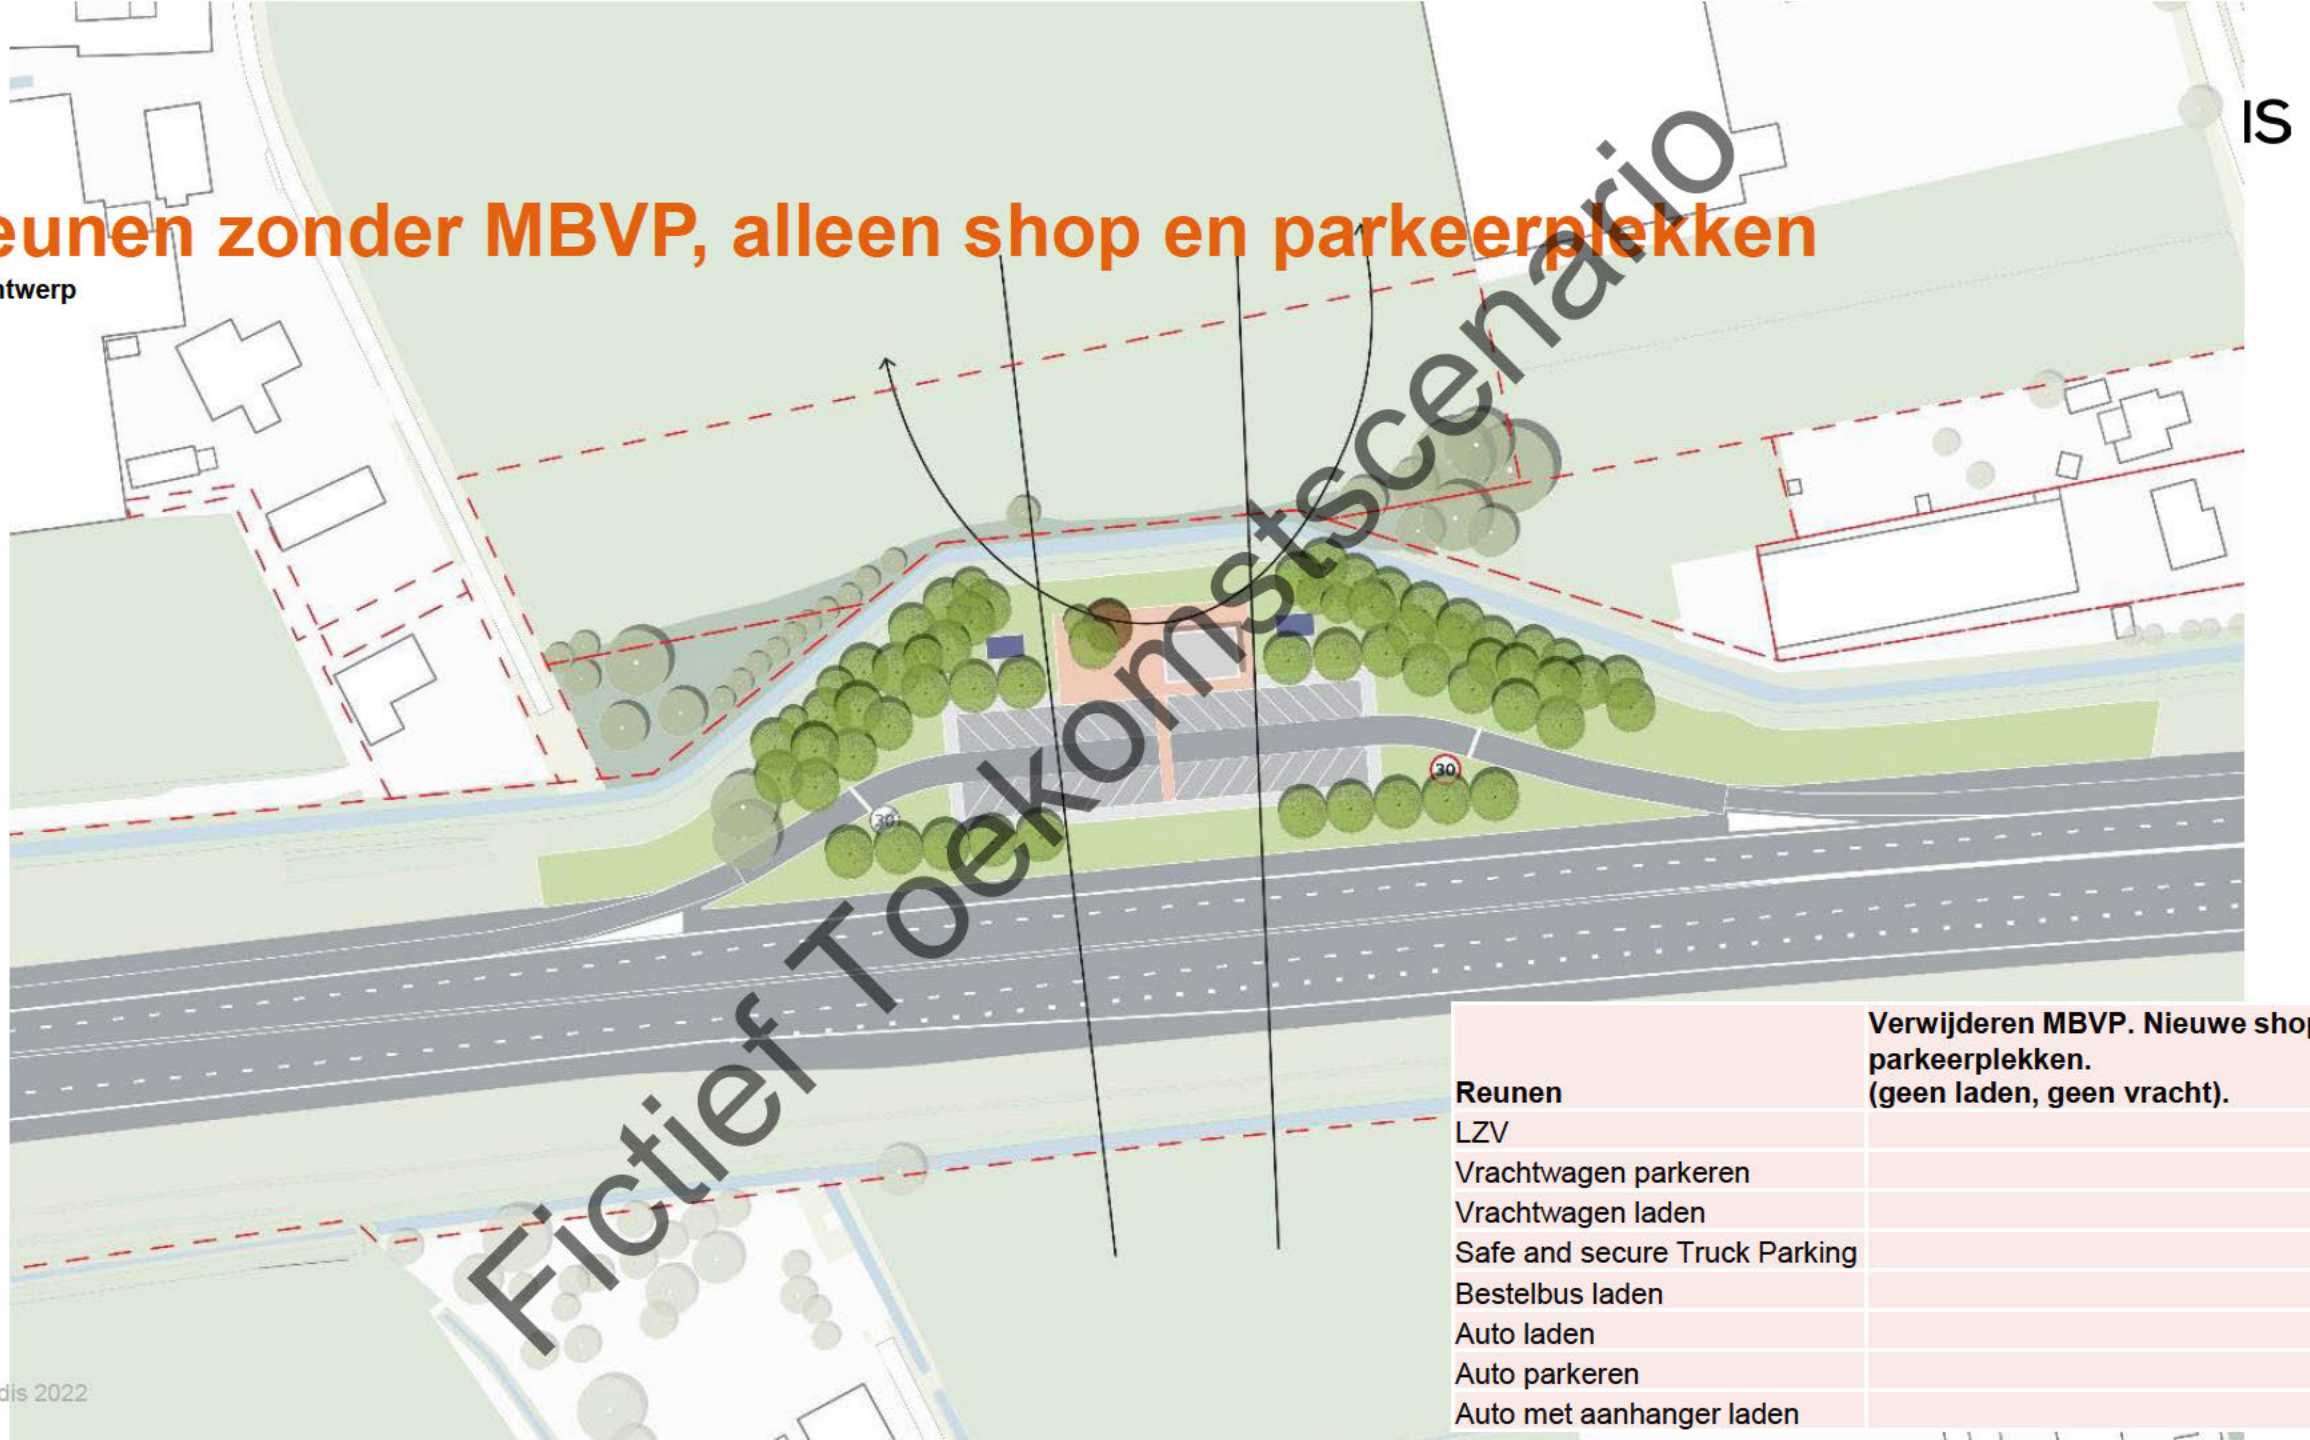 IS
eunen zonder MBVP, alleen shop en parkeerplekken
ntwerp
Fictief Toekomstscenario
30
30
Verwijderen MBVP. Nieuwe shop
parkeerplekken.
Reunen (geen laden, geen vracht).
LZV
Vrachtwagen parkeren
Vrachtwagen laden
Safe and secure Truck Parking
Bestelbus laden
Auto laden
Auto parkeren
Auto met aanhanger laden
dis 2022